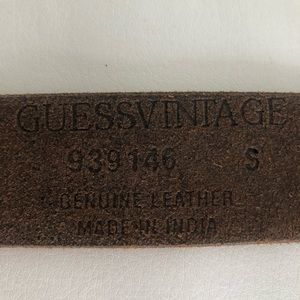 GUESSVINTAGE
939146 S
GENUINE LEATHER
MADE IN INDIA